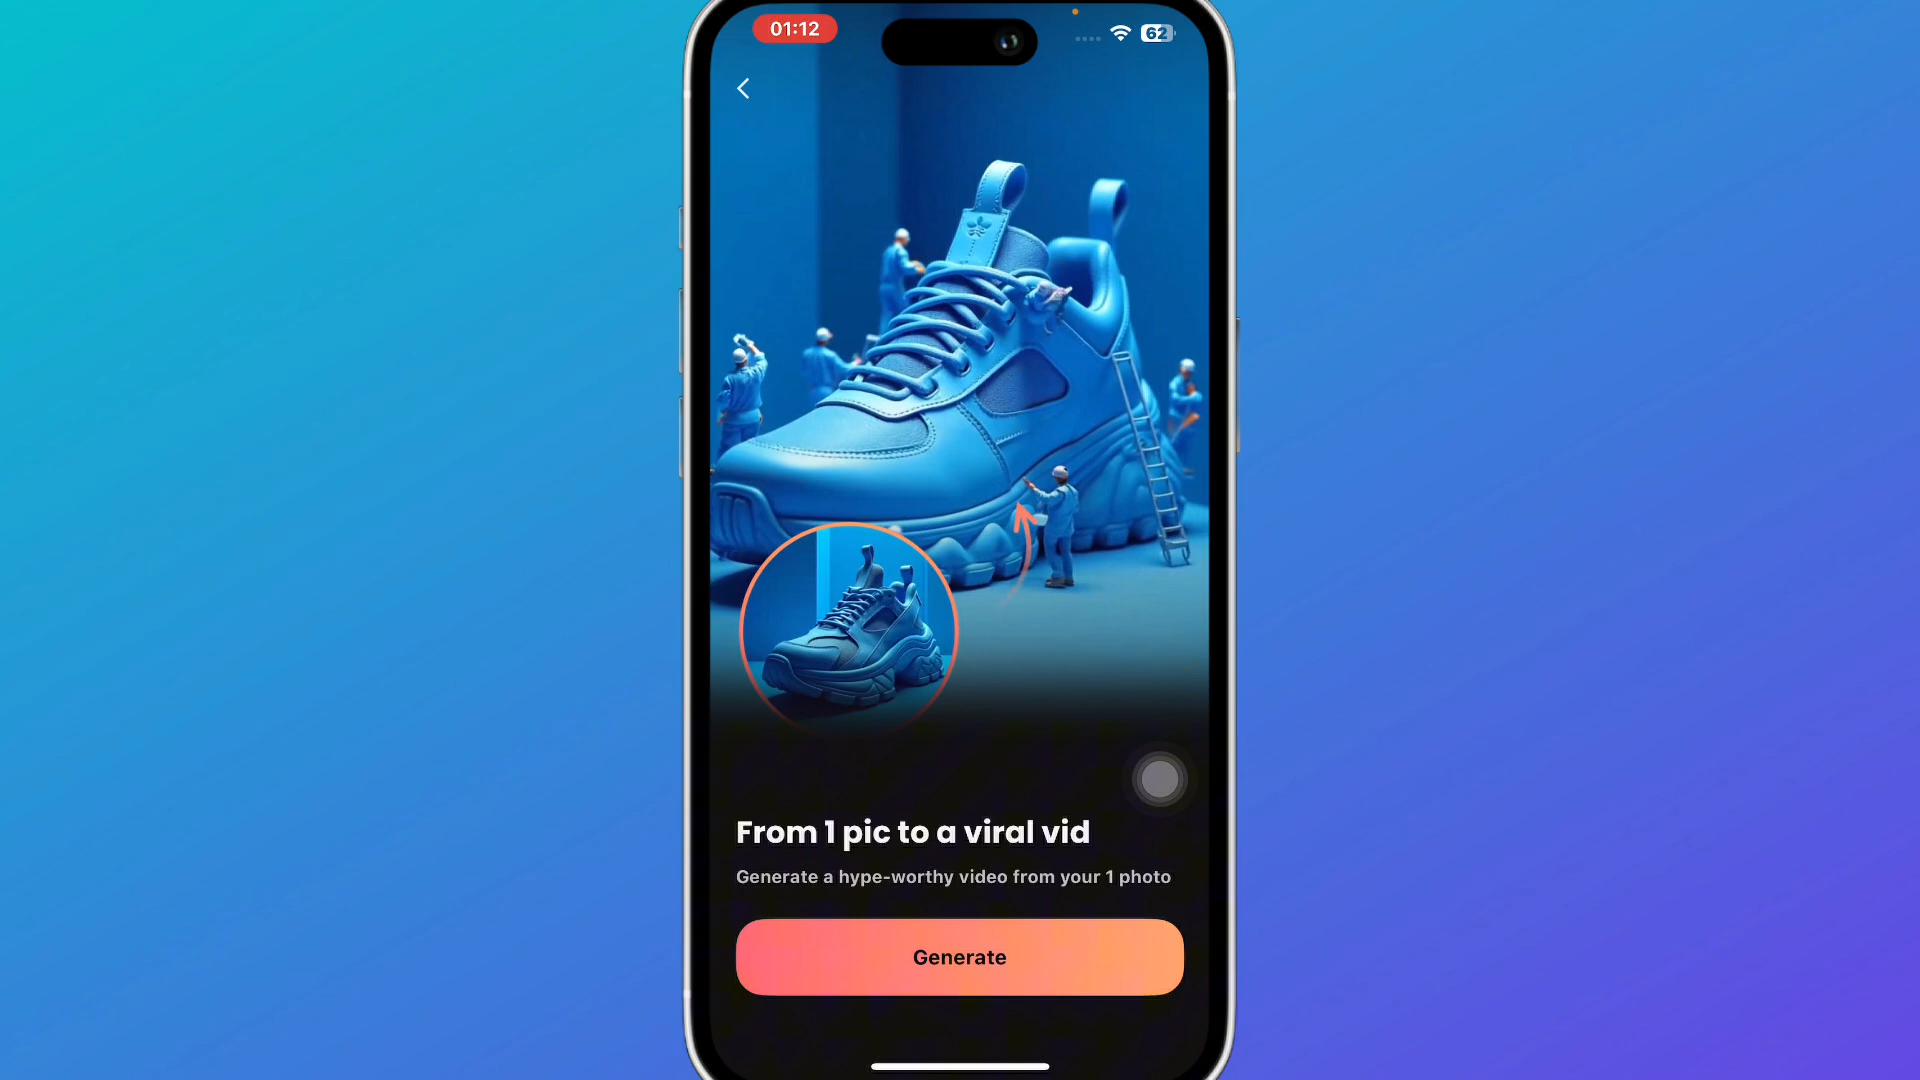 01:12
62
From 1 pic to a viral vid
Generate a hype-worthy video from your 1 photo
Generate